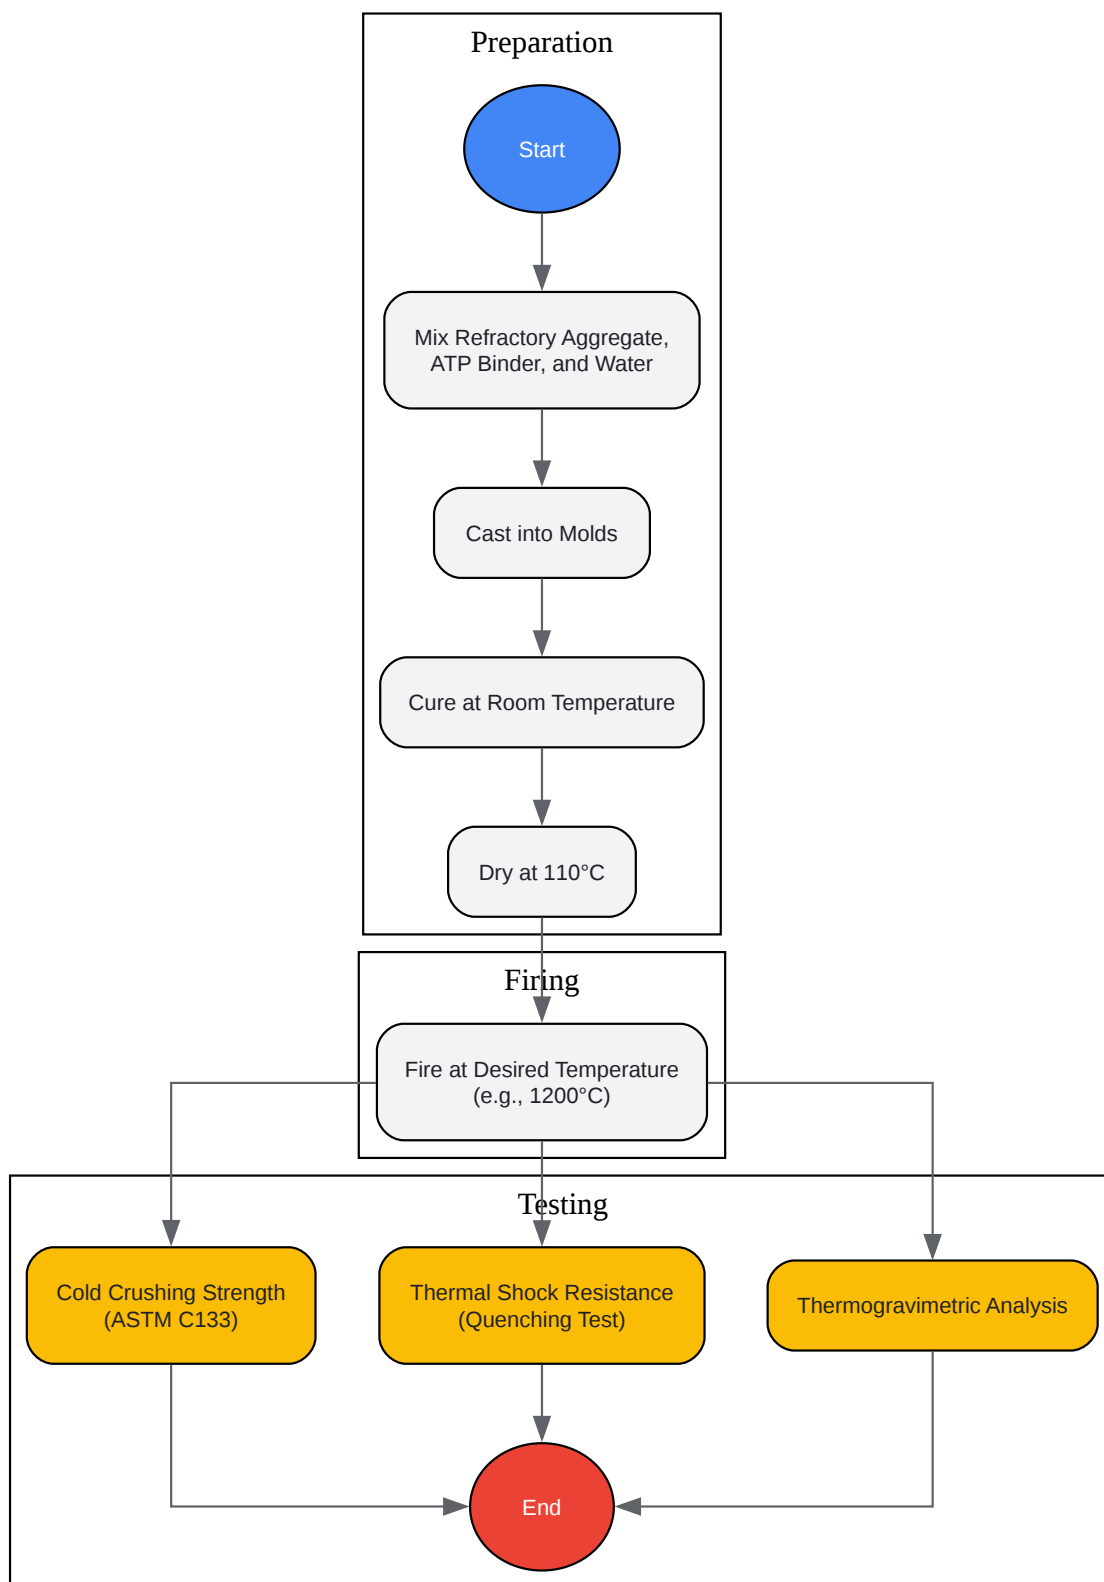 Preparation
Start
Mix Refractory Aggregate,
ATP Binder, and Water
Cast into Molds
Cure at Room Temperature
Dry at 110°C
Firing
Fire at Desired Temperature
(e.g., 1200°C)
Testing
Cold Crushing Strength
(ASTM C133)
Thermal Shock Resistance
(Quenching Test)
Thermogravimetric Analysis
End